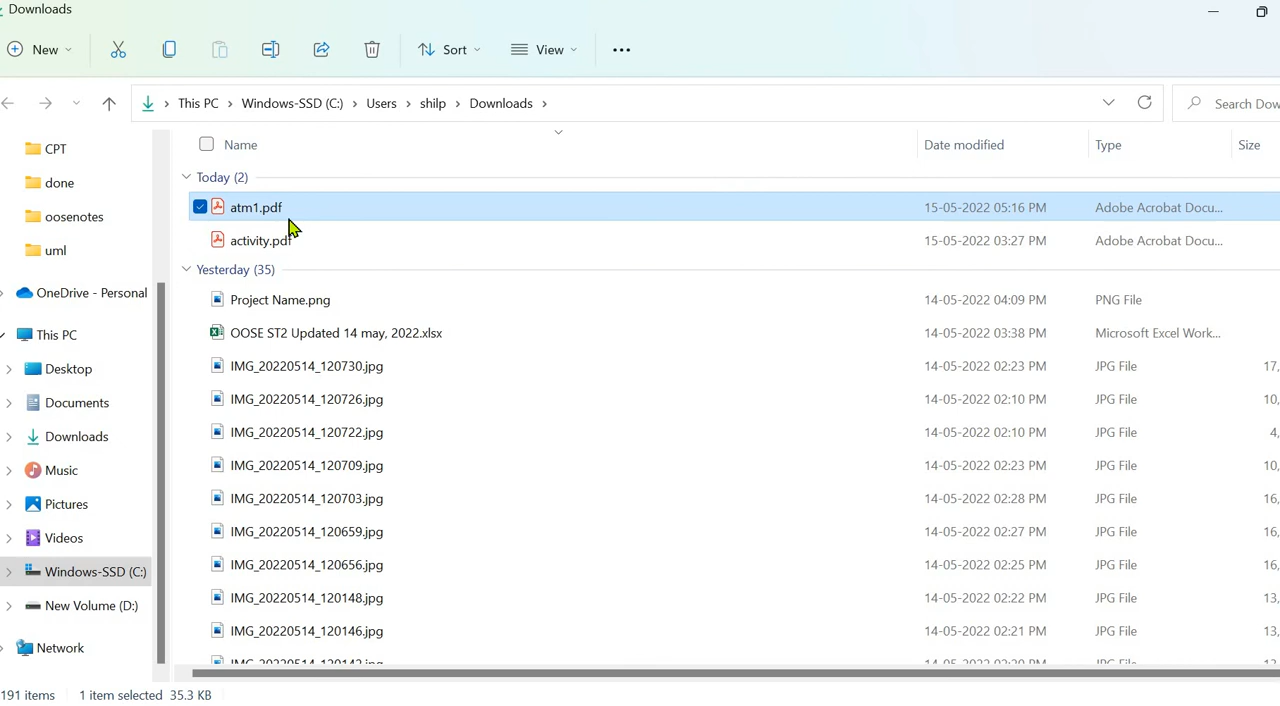 Downloads
New Sort View
This PC Windows-SSD (C:) Users shilp Downloads Search Dow
Name Date modified Type Size
CPT
done
oosenotes
uml
OneDrive - Personal
This PC
Desktop
Documents
Downloads
Music
Pictures
Videos
Windows-SSD (C:)
New Volume (D:)
Network
Today (2)
atm1.pdf 15-05-2022 05:16 PM Adobe Acrobat Docu...
activity.pdf 15-05-2022 03:27 PM Adobe Acrobat Docu...
Yesterday (35)
Project Name.png 14-05-2022 04:09 PM PNG File
OOSE ST2 Updated 14 may, 2022.xlsx 14-05-2022 03:38 PM Microsoft Excel Work...
IMG_20220514_120730.jpg 14-05-2022 02:23 PM JPG File 17,
IMG_20220514_120726.jpg 14-05-2022 02:10 PM JPG File 10,
IMG_20220514_120722.jpg 14-05-2022 02:10 PM JPG File 4,
IMG_20220514_120709.jpg 14-05-2022 02:23 PM JPG File 10,
IMG_20220514_120703.jpg 14-05-2022 02:28 PM JPG File 16,
IMG_20220514_120659.jpg 14-05-2022 02:27 PM JPG File 16,
IMG_20220514_120656.jpg 14-05-2022 02:25 PM JPG File 16,
IMG_20220514_120148.jpg 14-05-2022 02:22 PM JPG File 13,
IMG_20220514_120146.jpg 14-05-2022 02:21 PM JPG File 13,
191 items 1 item selected 35.3 KB